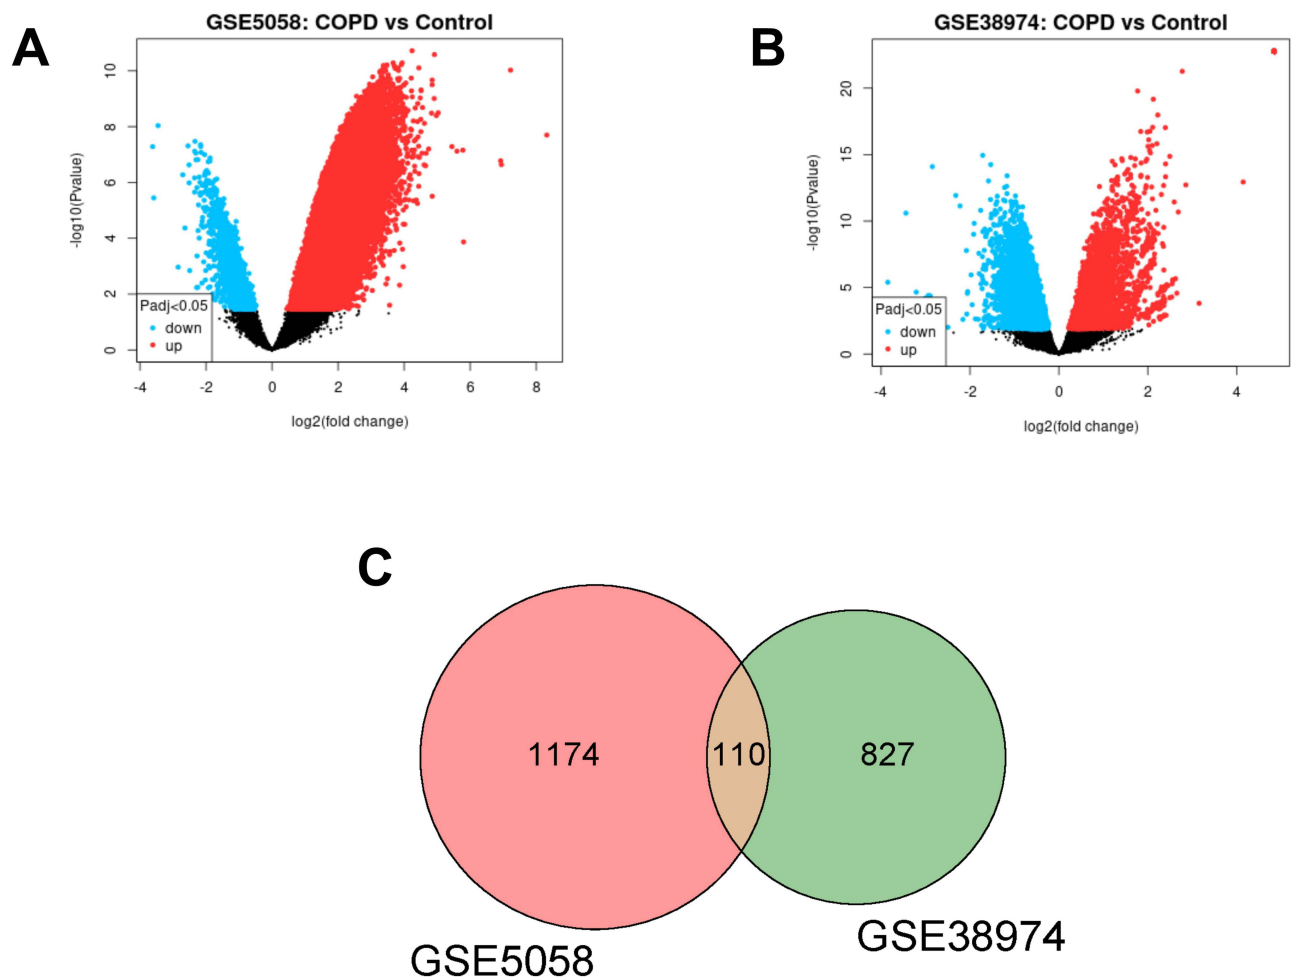 A
GSE5058: COPD vs Control
-log10(Pvalue)
10
8
6
4
2
0
Padj<0.05
down
up
-4 -2 0 2 4 6 8
log2(fold change)
B
GSE38974: COPD vs Control
-log10(Pvalue)
20
15
10
5
0
Padj<0.05
down
up
-4 -2 0 2 4
log2(fold change)
C
1174 110 827
GSE5058
GSE38974